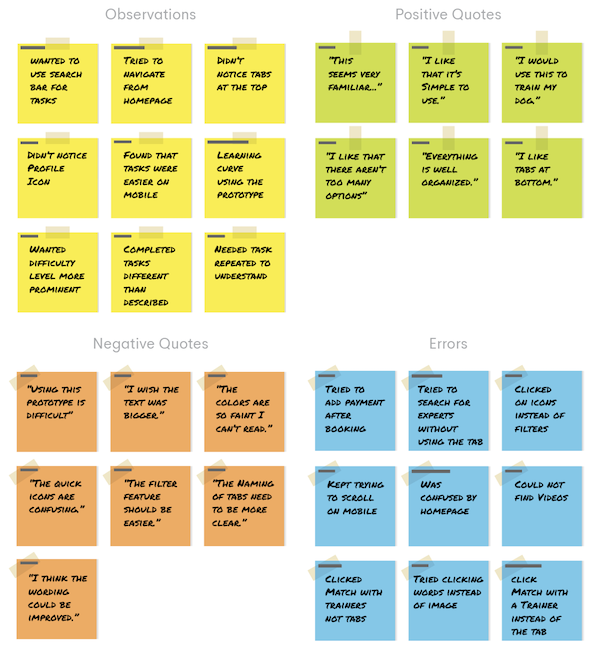 Observations
WANTED TO
USE SEARCH
BAR FOR
TASKS
TRIED TO
NAVIGATE
FROM
HOMEPAGE
DIDN'T
NOTICE TABS
AT THE TOP
DIDN'T NOTICE
PROFILE
ICON
FOUND THAT
TASKS WERE
EASIER ON
MOBILE
LEARNING
CURVE
USING THE
PROTOTYPE
WANTED
DIFFICULTY
LEVEL MORE
PROMINENT
COMPLETED
TASKS
DIFFERENT
THAN
DESCRIBED
NEEDED TASK
REPEATED TO
UNDERSTAND
Positive Quotes
"THIS
SEEMS VERY
FAMILIAR..."
"I LIKE
THAT IT'S
SIMPLE TO
USE."
"I WOULD
USE THIS TO
TRAIN MY
DOG."
"I LIKE THAT
THERE AREN'T
TOO MANY
OPTIONS"
"EVERYTHING
IS WELL
ORGANIZED."
"I LIKE
TABS AT
BOTTOM."
Negative Quotes
"USING THIS
PROTOTYPE IS
DIFFICULT"
"I WISH THE
TEXT WAS
BIGGER."
"THE
COLORS ARE
SO FAINT I
CAN'T READ."
"THE QUICK
ICONS ARE
CONFUSING."
"THE FILTER
FEATURE
SHOULD BE
EASIER."
"THE NAMING
OF TABS NEED
TO BE MORE
CLEAR."
"I THINK THE
WORDING
COULD BE
IMPROVED."
Errors
TRIED TO
ADD PAYMENT
AFTER
BOOKING
TRIED TO
SEARCH FOR
EXPERTS
WITHOUT
USING THE TAB
CLICKED
ON ICONS
INSTEAD OF
FILTERS
KEPT TRYING
TO SCROLL
ON MOBILE
WAS
CONFUSED BY
HOMEPAGE
COULD NOT
FIND VIDEOS
CLICKED
MATCH WITH
TRAINERS
NOT TABS
TRIED CLICKING
WORDS INSTEAD
OF IMAGE
CLICK
MATCH WITH
A TRAINER
INSTEAD OF
THE TAB